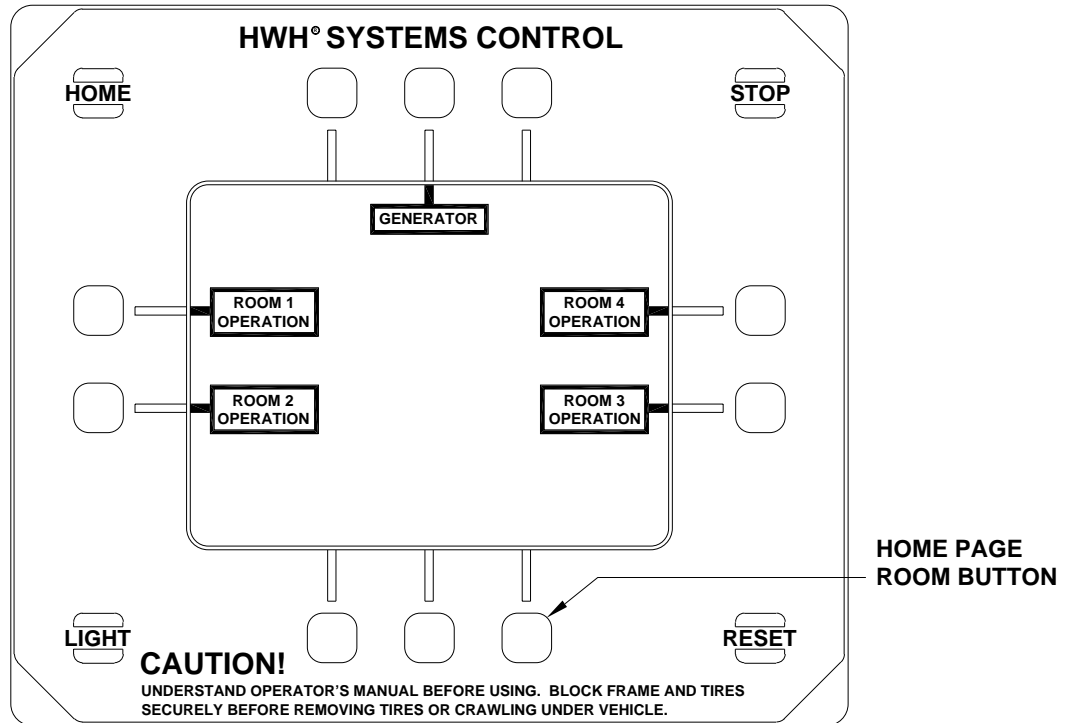 HWH® SYSTEMS CONTROL
HOME
STOP
GENERATOR
ROOM 1
OPERATION
ROOM 4
OPERATION
ROOM 2
OPERATION
ROOM 3
OPERATION
HOME PAGE
ROOM BUTTON
LIGHT
RESET
CAUTION!
UNDERSTAND OPERATOR'S MANUAL BEFORE USING. BLOCK FRAME AND TIRES
SECURELY BEFORE REMOVING TIRES OR CRAWLING UNDER VEHICLE.